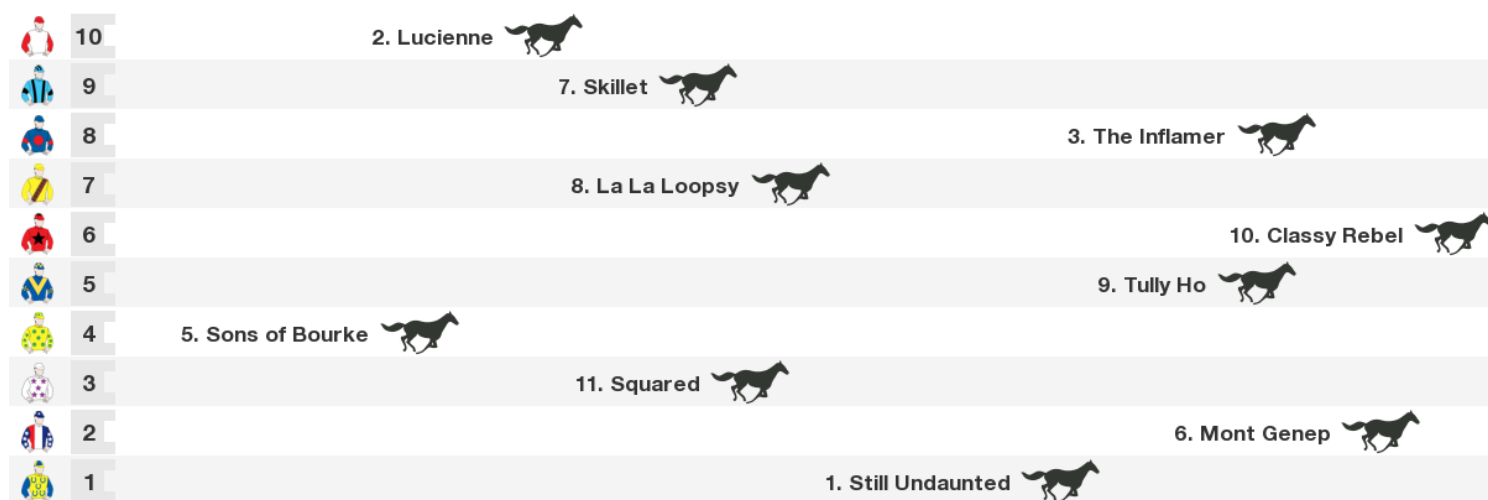 10 2. Lucienne
9 7. Skillet
8 3. The Inflamer
7 8. La La Loopsy
6 10. Classy Rebel
5 9. Tully Ho
4 5. Sons of Bourke
3 11. Squared
2 6. Mont Genep
1 1. Still Undaunted